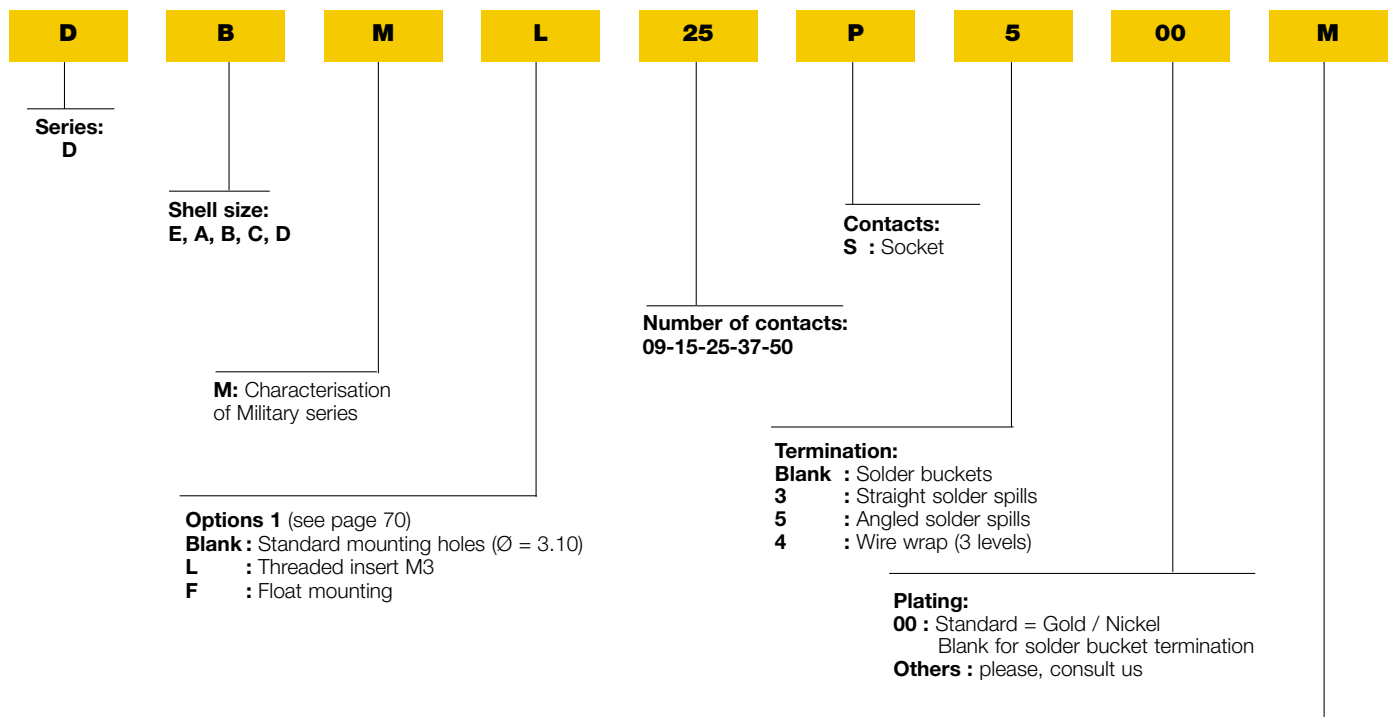 D B M L 25 P 5 00 M
Series:
D
Shell size:
E, A, B, C, D
Contacts:
S : Socket
Number of contacts:
09-15-25-37-50
M: Characterisation
of Military series
Termination:
Blank : Solder buckets
3 : Straight solder spills
5 : Angled solder spills
4 : Wire wrap (3 levels)
Options 1 (see page 70)
Blank : Standard mounting holes (Ø = 3.10)
L : Threaded insert M3
F : Float mounting
Plating:
00 : Standard = Gold / Nickel
Blank for solder bucket termination
Others : please, consult us